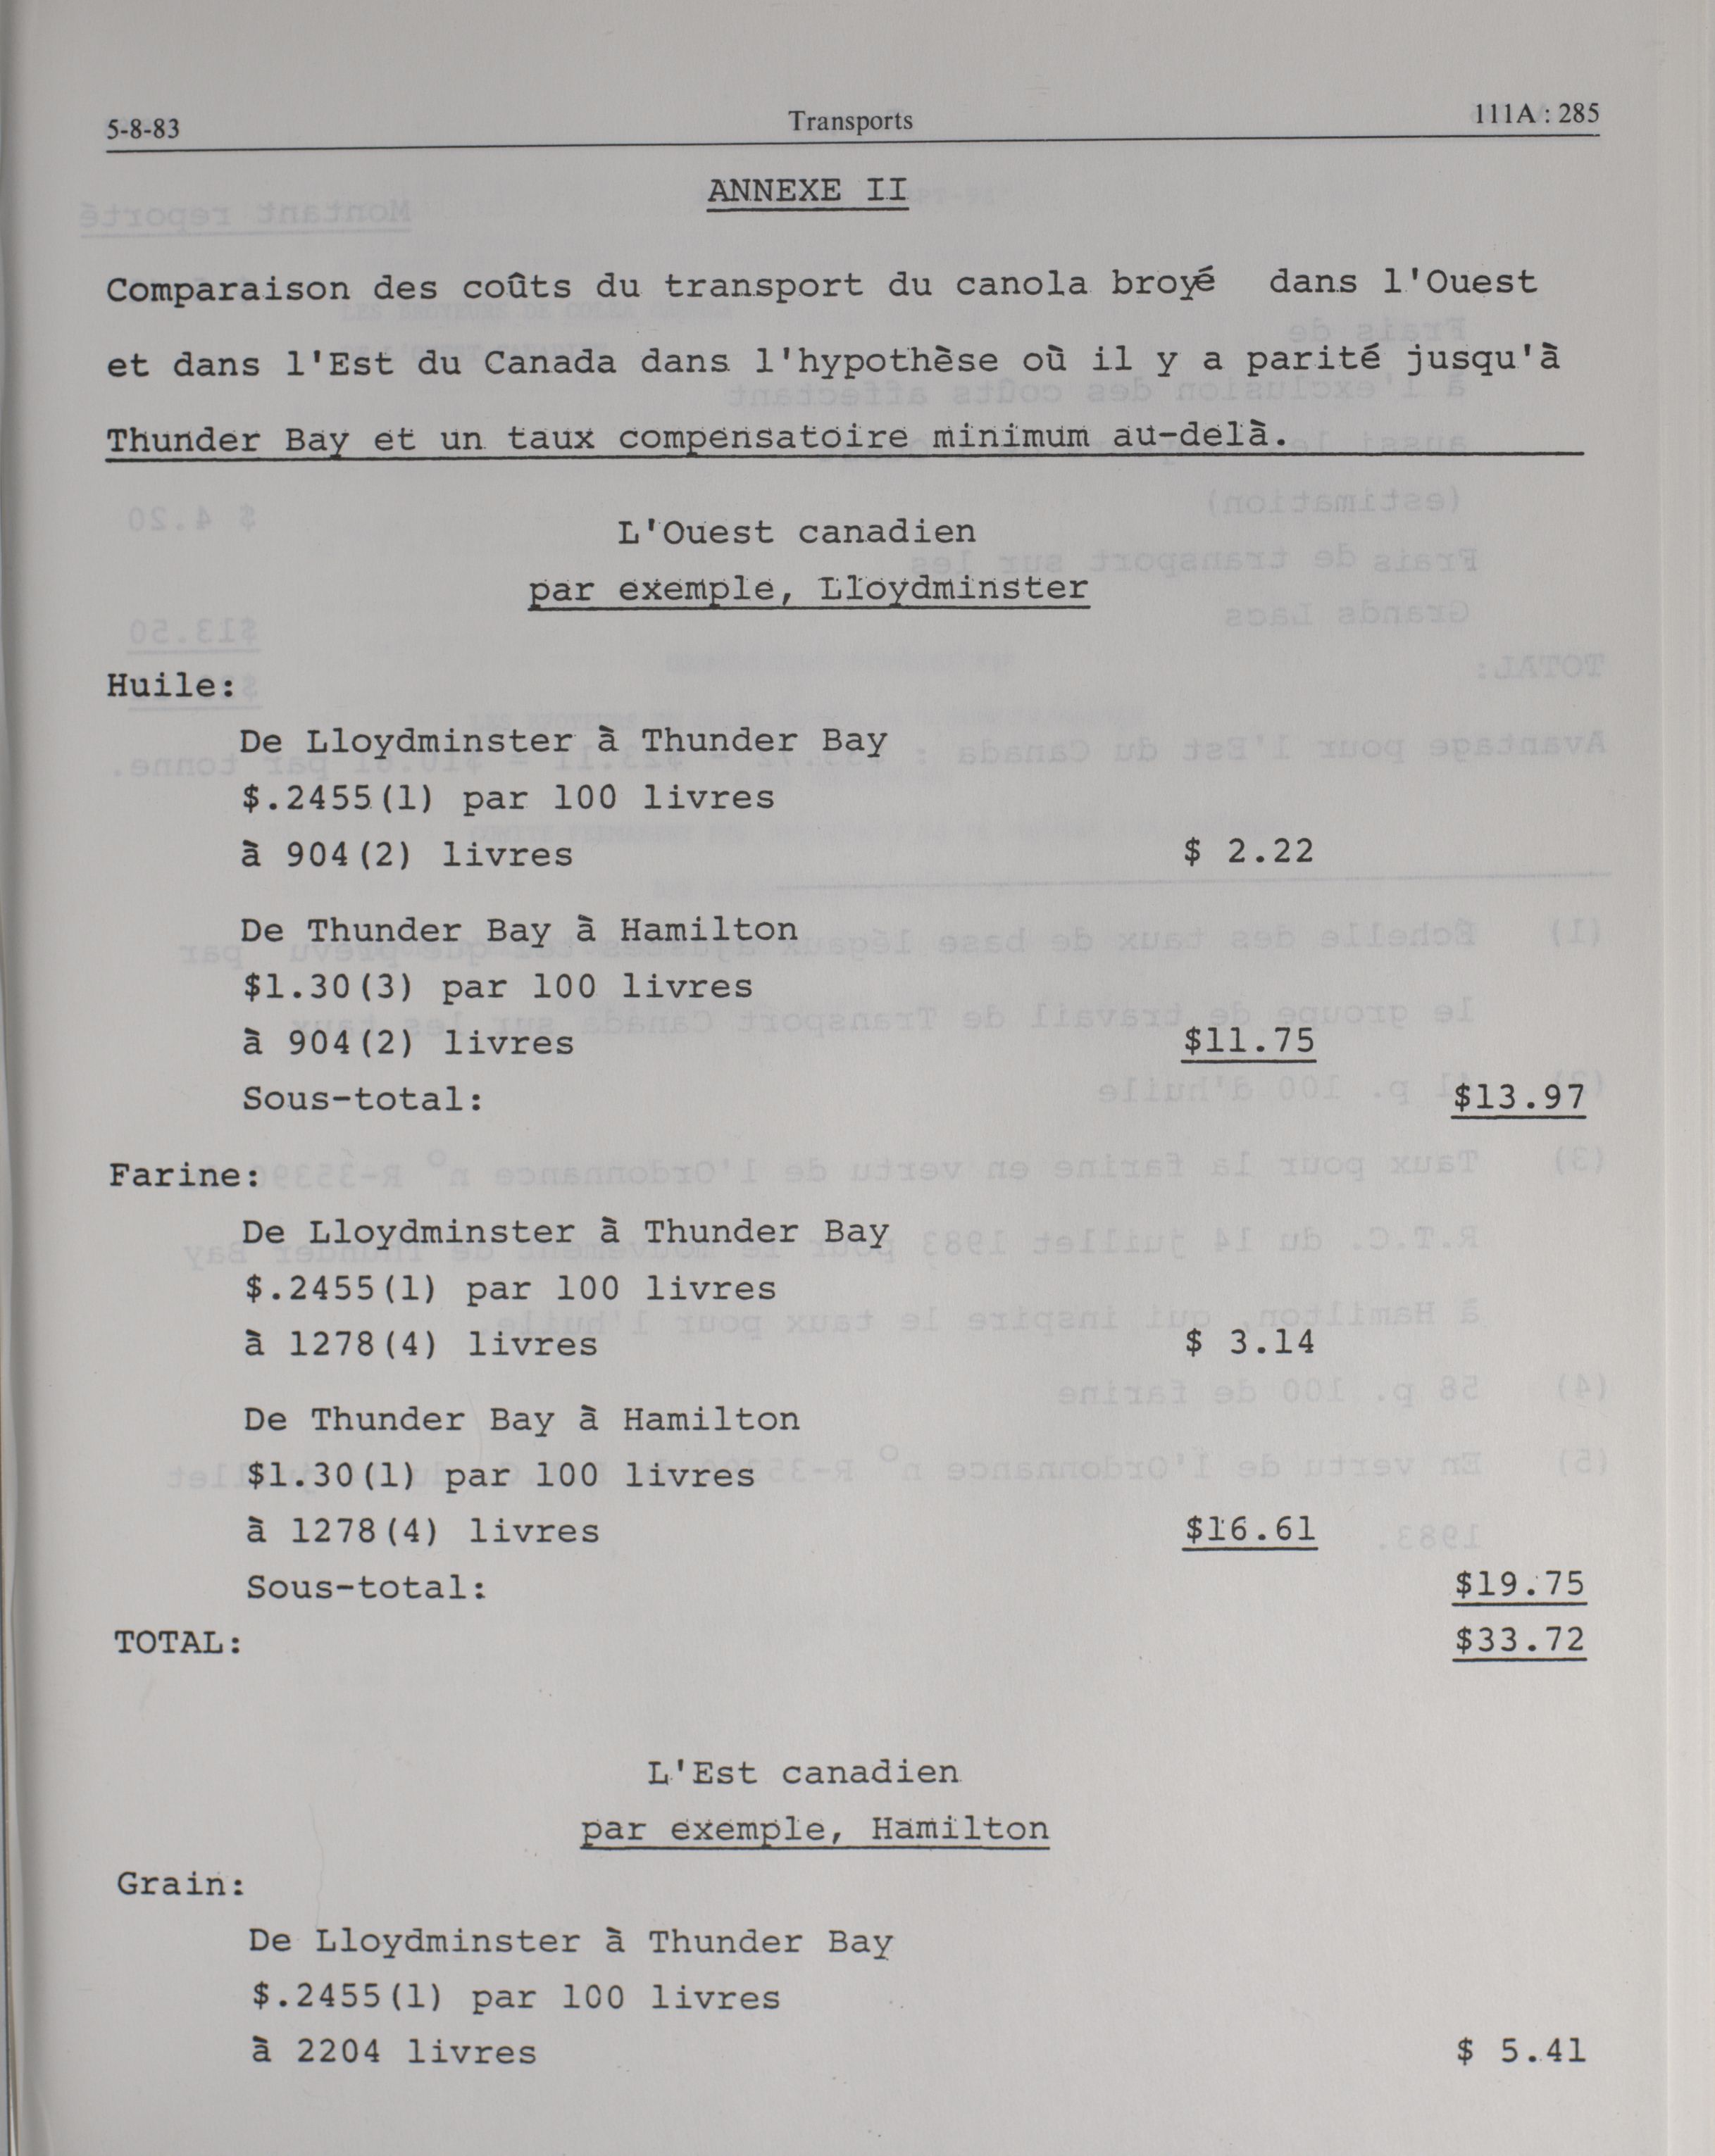 5-8-83 Transports 111A : 285
ANNEXE II
Comparaison des coûts du transport du canola broyé dans l'Ouest
et dans l'Est du Canada dans l'hypothèse où il y a parité jusqu'à
Thunder Bay et un taux compensatoire minimum au-delà.
L'Ouest canadien
par exemple, Lloydminster
Huile:
De Lloydminster à Thunder Bay
$.2455(1) par 100 livres
à 904(2) livres $ 2.22
De Thunder Bay à Hamilton
$1.30(3) par 100 livres
à 904(2) livres $11.75
Sous-total: $13.97
Farine:
De Lloydminster à Thunder Bay
$.2455(1) par 100 livres
à 1278(4) livres $ 3.14
De Thunder Bay à Hamilton
$1.30(1) par 100 livres
à 1278(4) livres $16.61
Sous-total: $19.75
TOTAL: $33.72
L'Est canadien
par exemple, Hamilton
Grain:
De Lloydminster à Thunder Bay
$.2455(1) par 100 livres
à 2204 livres $ 5.41